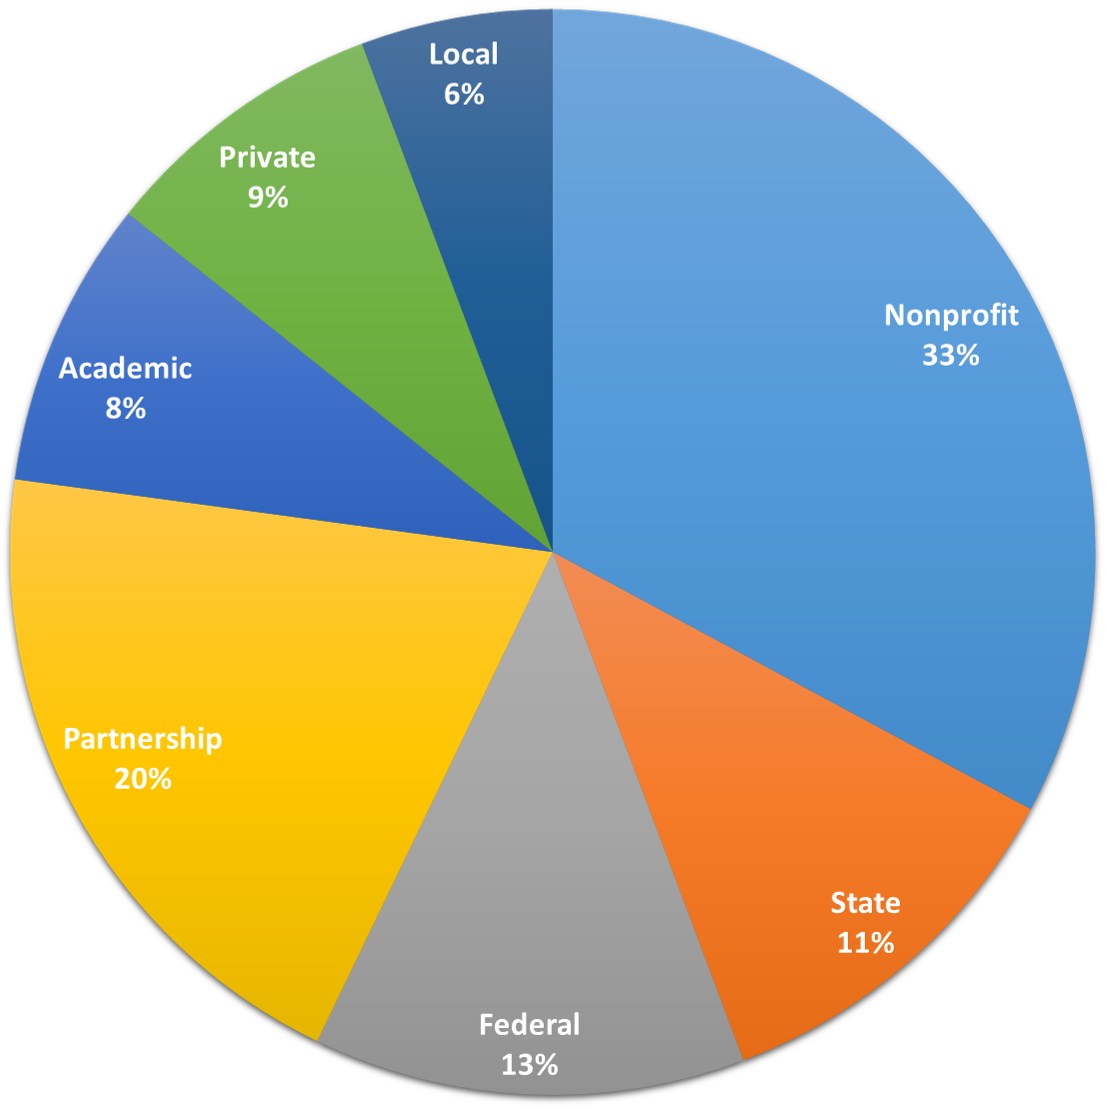 Local
6%
Private
9%
Nonprofit
33%
Academic
8%
Partnership
20%
State
11%
Federal
13%